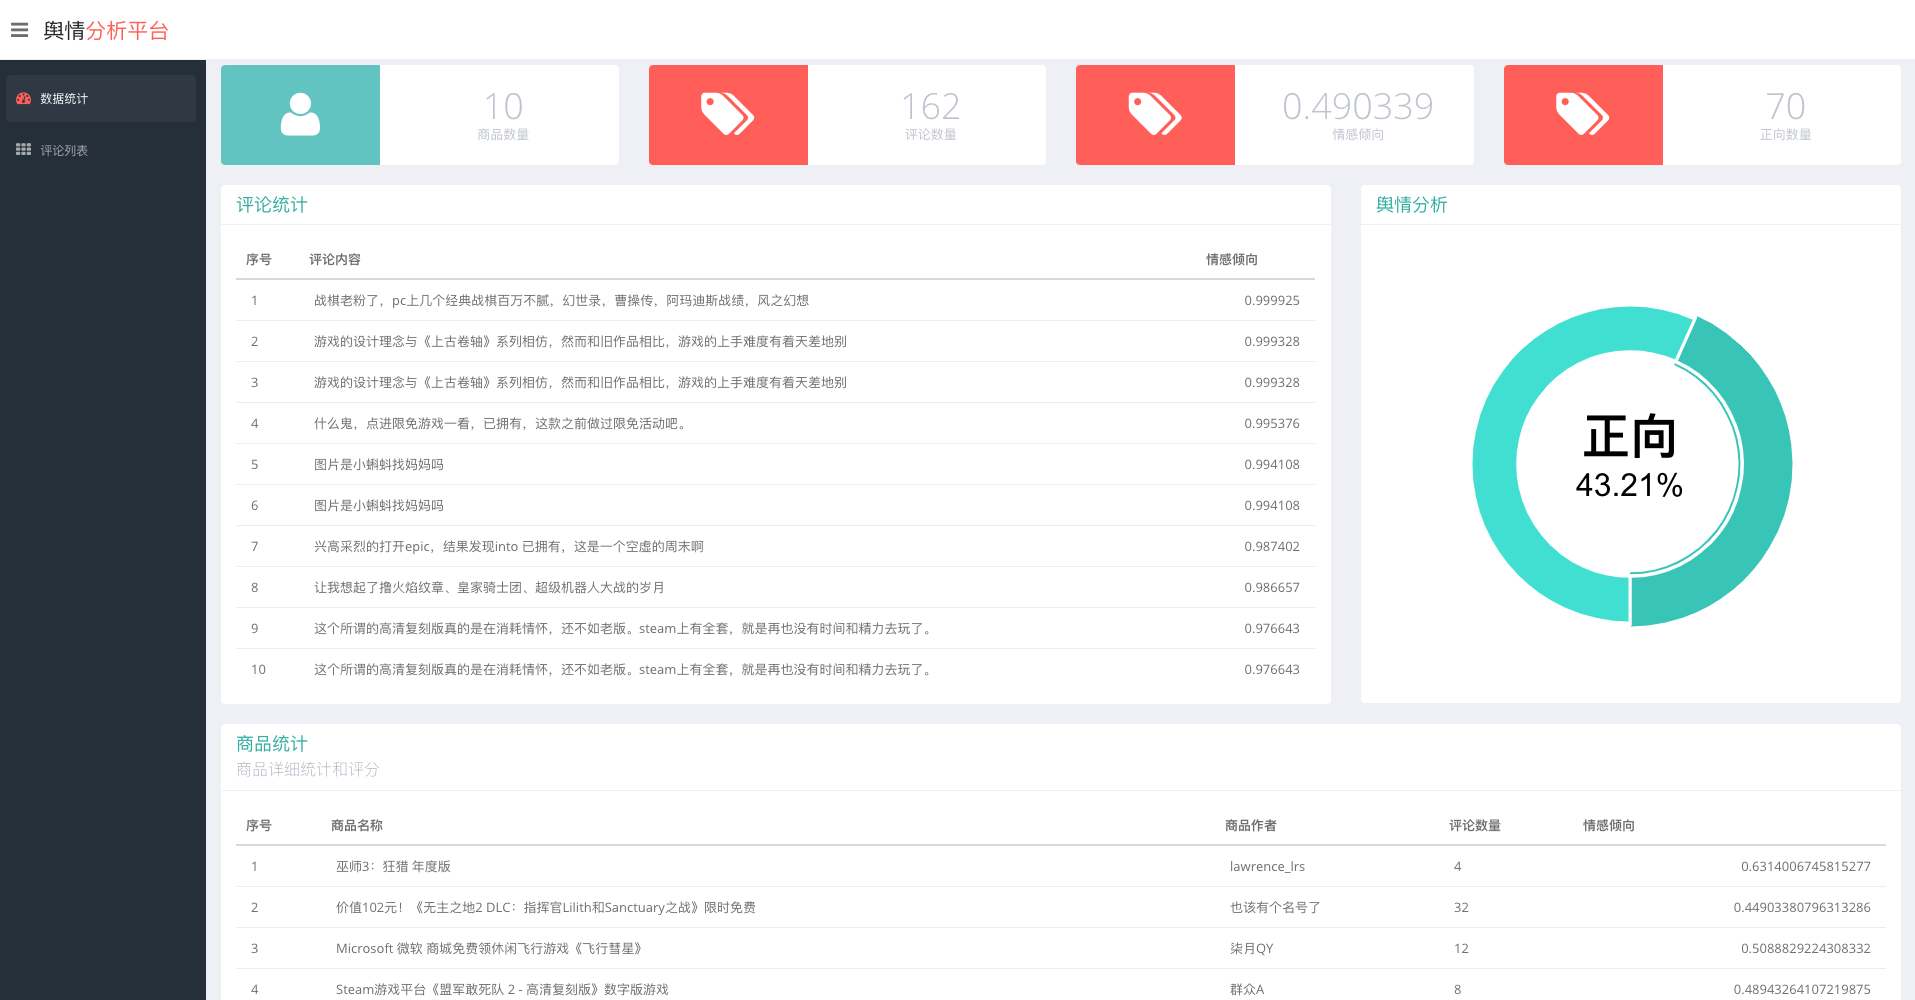 舆情分析平台
数据统计
评论列表
10
商品数量
162
评论数量
0.490339
情感倾向
70
正向数量
评论统计
序号 评论内容 情感倾向
1 战棋老粉了，pc上几个经典战棋百万不腻，幻世录，曹操传，阿玛迪斯战绩，风之幻想 0.999925
2 游戏的设计理念与《上古卷轴》系列相仿，然而和旧作品相比，游戏的上手难度有着天差地别 0.999328
3 游戏的设计理念与《上古卷轴》系列相仿，然而和旧作品相比，游戏的上手难度有着天差地别 0.999328
4 什么鬼，点进限免游戏一看，已拥有，这款之前做过限免活动吧。 0.995376
5 图片是小蝌蚪找妈妈吗 0.994108
6 图片是小蝌蚪找妈妈吗 0.994108
7 兴高采烈的打开epic，结果发现into 已拥有，这是一个空虚的周末啊 0.987402
8 让我想起了撸火焰纹章、皇家骑士团、超级机器人大战的岁月 0.986657
9 这个所谓的高清复刻版真的是在消耗情怀，还不如老版。steam上有全套，就是再也没有时间和精力去玩了。 0.976643
10 这个所谓的高清复刻版真的是在消耗情怀，还不如老版。steam上有全套，就是再也没有时间和精力去玩了。 0.976643
舆情分析
正向
43.21%
商品统计
商品详细统计和评分
序号 商品名称 商品作者 评论数量 情感倾向
1 巫师3：狂猎 年度版 lawrence_lrs 4 0.6314006745815277
2 价值102元！《无主之地2 DLC：指挥官Lilith和Sanctuary之战》限时免费 也该有个名号了 32 0.44903380796313286
3 Microsoft 微软 商城免费领休闲飞行游戏《飞行彗星》 柒月QY 12 0.5088829224308332
4 Steam游戏平台《盟军敢死队 2 - 高清复刻版》数字版游戏 群众A 8 0.48943264107219875